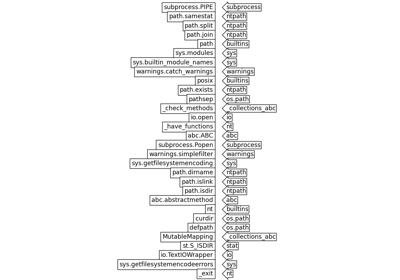 subprocess.PIPE subprocess
path.samestat ntpath
path.split ntpath
path.join ntpath
path builtins
sys.modules sys
sys.builtin_module_names sys
warnings.catch_warnings warnings
posix builtins
path.exists ntpath
pathsep os.path
_check_methods _collections_abc
io.open io
_have_functions nt
abc.ABC abc
subprocess.Popen subprocess
warnings.simplefilter warnings
sys.getfilesystemencoding sys
path.dirname ntpath
path.islink ntpath
path.isdir ntpath
abc.abstractmethod abc
nt builtins
curdir os.path
defpath os.path
MutableMapping _collections_abc
st.S_ISDIR stat
io.TextIOWrapper io
sys.getfilesystemencodeerrors sys
_exit nt